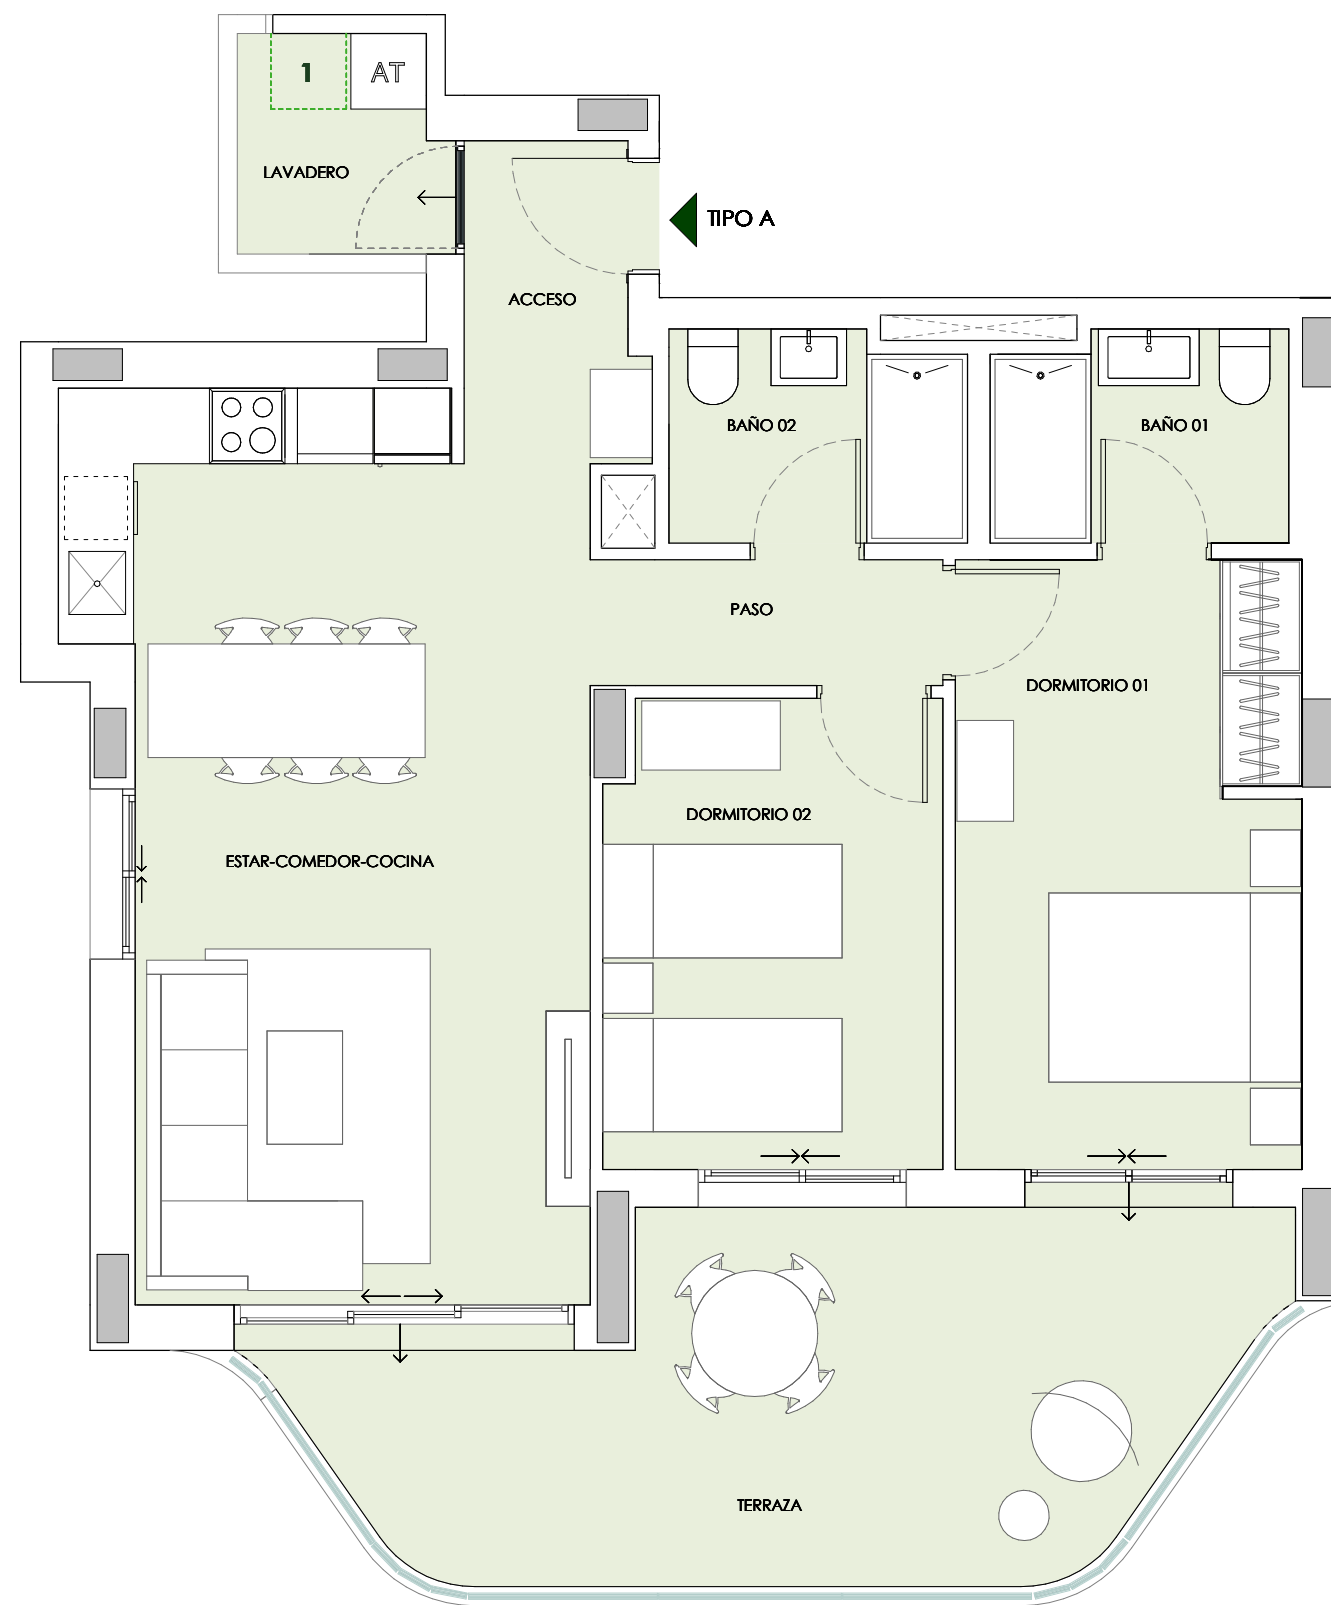 1
AT
LAVADERO
TIPO A
ACCESO
BAÑO 02
BAÑO 01
PASO
DORMITORIO 01
DORMITORIO 02
ESTAR-COMEDOR-COCINA
TERRAZA